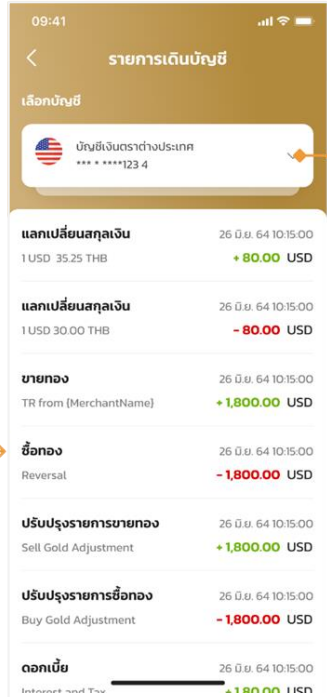 09:41
รายการเดินบัญชี
เลือกบัญชี
บัญชีเงินตราต่างประเทศ
*** * ****123 4
แลกเปลี่ยนสกุลเงิน 26 มิ.ย. 64 10:15:00
1 USD 35.25 THB + 80.00 USD
แลกเปลี่ยนสกุลเงิน 26 มิ.ย. 64 10:15:00
1 USD 30.00 THB - 80.00 USD
ขายทอง 26 มิ.ย. 64 10:15:00
TR from {MerchantName} + 1,800.00 USD
ซื้อทอง 26 มิ.ย. 64 10:15:00
Reversal - 1,800.00 USD
ปรับปรุงรายการขายทอง 26 มิ.ย. 64 10:15:00
Sell Gold Adjustment + 1,800.00 USD
ปรับปรุงรายการซื้อทอง 26 มิ.ย. 64 10:15:00
Buy Gold Adjustment - 1,800.00 USD
ดอกเบี้ย 26 มิ.ย. 64 10:15:00
Interest and Tax + 1,80.00 USD